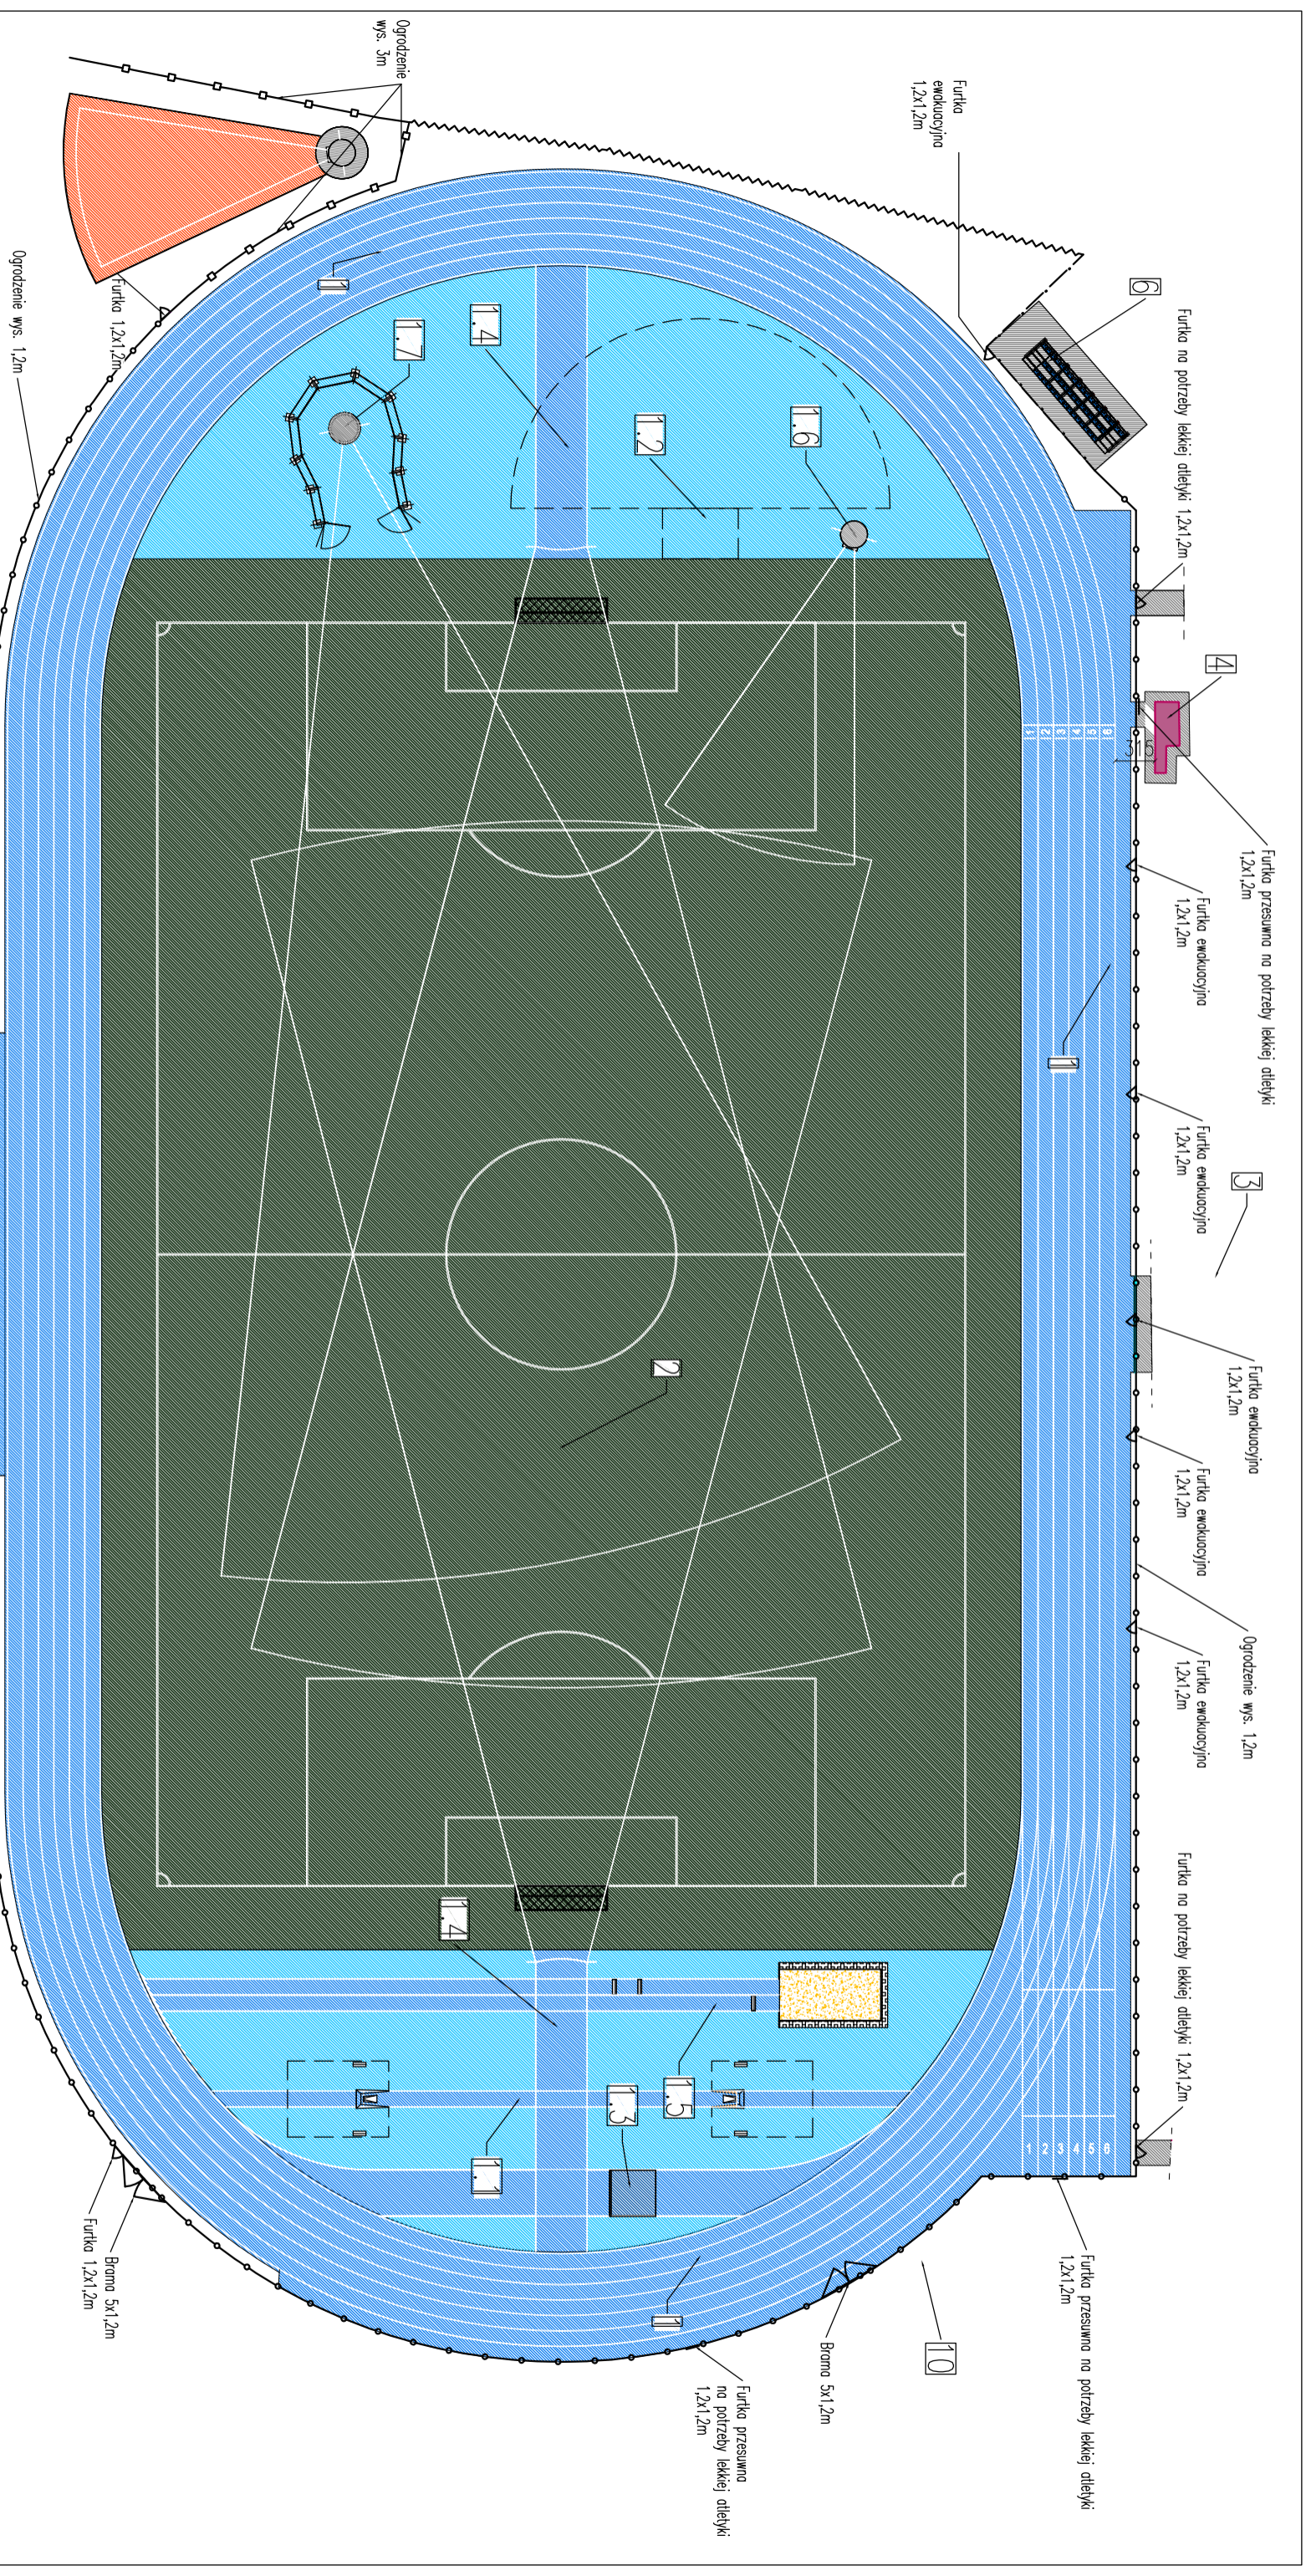 Ogrodzenie
wys. 3m
Furtka
ewakuacyjna
1,2x1,2m
6
Furtka na potrzeby lekkiej atletyki 1,2x1,2m
4
316
Furtka przesuwna na potrzeby lekkiej atletyki
1,2x1,2m
Furtka ewakuacyjna
1,2x1,2m
Furtka ewakuacyjna
1,2x1,2m
3
Furtka ewakuacyjna
1,2x1,2m
Furtka ewakuacyjna
1,2x1,2m
Furtka ewakuacyjna
1,2x1,2m
Ogrodzenie wys. 1,2m
Furtka na potrzeby lekkiej atletyki 1,2x1,2m
Furtka przesuwna na potrzeby lekkiej atletyki
1,2x1,2m
10
Brama 5x1,2m
Furtka przesuwna
na potrzeby lekkiej atletyki
1,2x1,2m
Brama 5x1,2m
Furtka 1,2x1,2m
Furtka 1,2x1,2m
Ogrodzenie wys. 1,2m
1
1.7
1.4
1.2
1.6
1
2
3
4
5
6
1
2
1.4
1.5
1.3
1.1
1
1
2
3
4
5
6